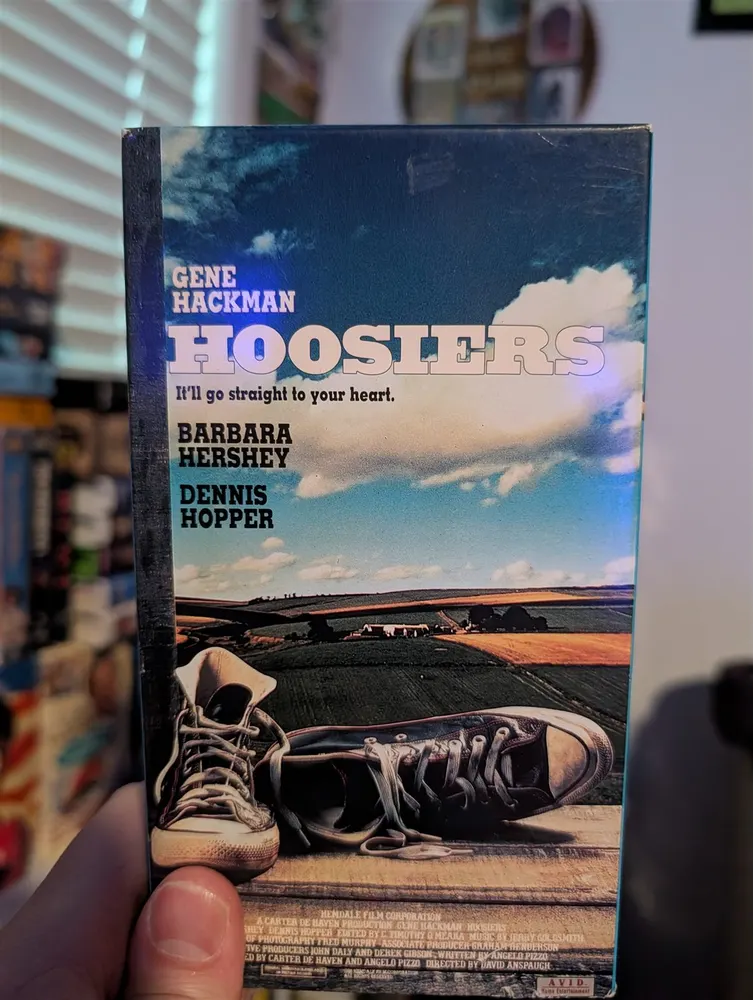 GENE
HACKMAN
HOOSIERS
It'll go straight to your heart.
BARBARA
HERSHEY
DENNIS
HOPPER
HEMDALE FILM CORPORATION
A CARTER DE HAVEN PRODUCTION GENE HACKMAN HOOSIERS
DENNIS HOPPER EDITED BY C. TIMOTHY O'MEARA MUSIC BY JERRY GOLDSMITH
OF PHOTOGRAPHY FRED MURPHY ASSOCIATE PRODUCER GRAHAM HENDERSON
PRODUCERS JOHN DALY AND DEREK GIBSON WRITTEN BY ANGELO PIZZO
BY CARTER DE HAVEN AND ANGELO PIZZO DIRECTED BY DAVID ANSPAUGH
A.V.I.D.
Home Entertainment